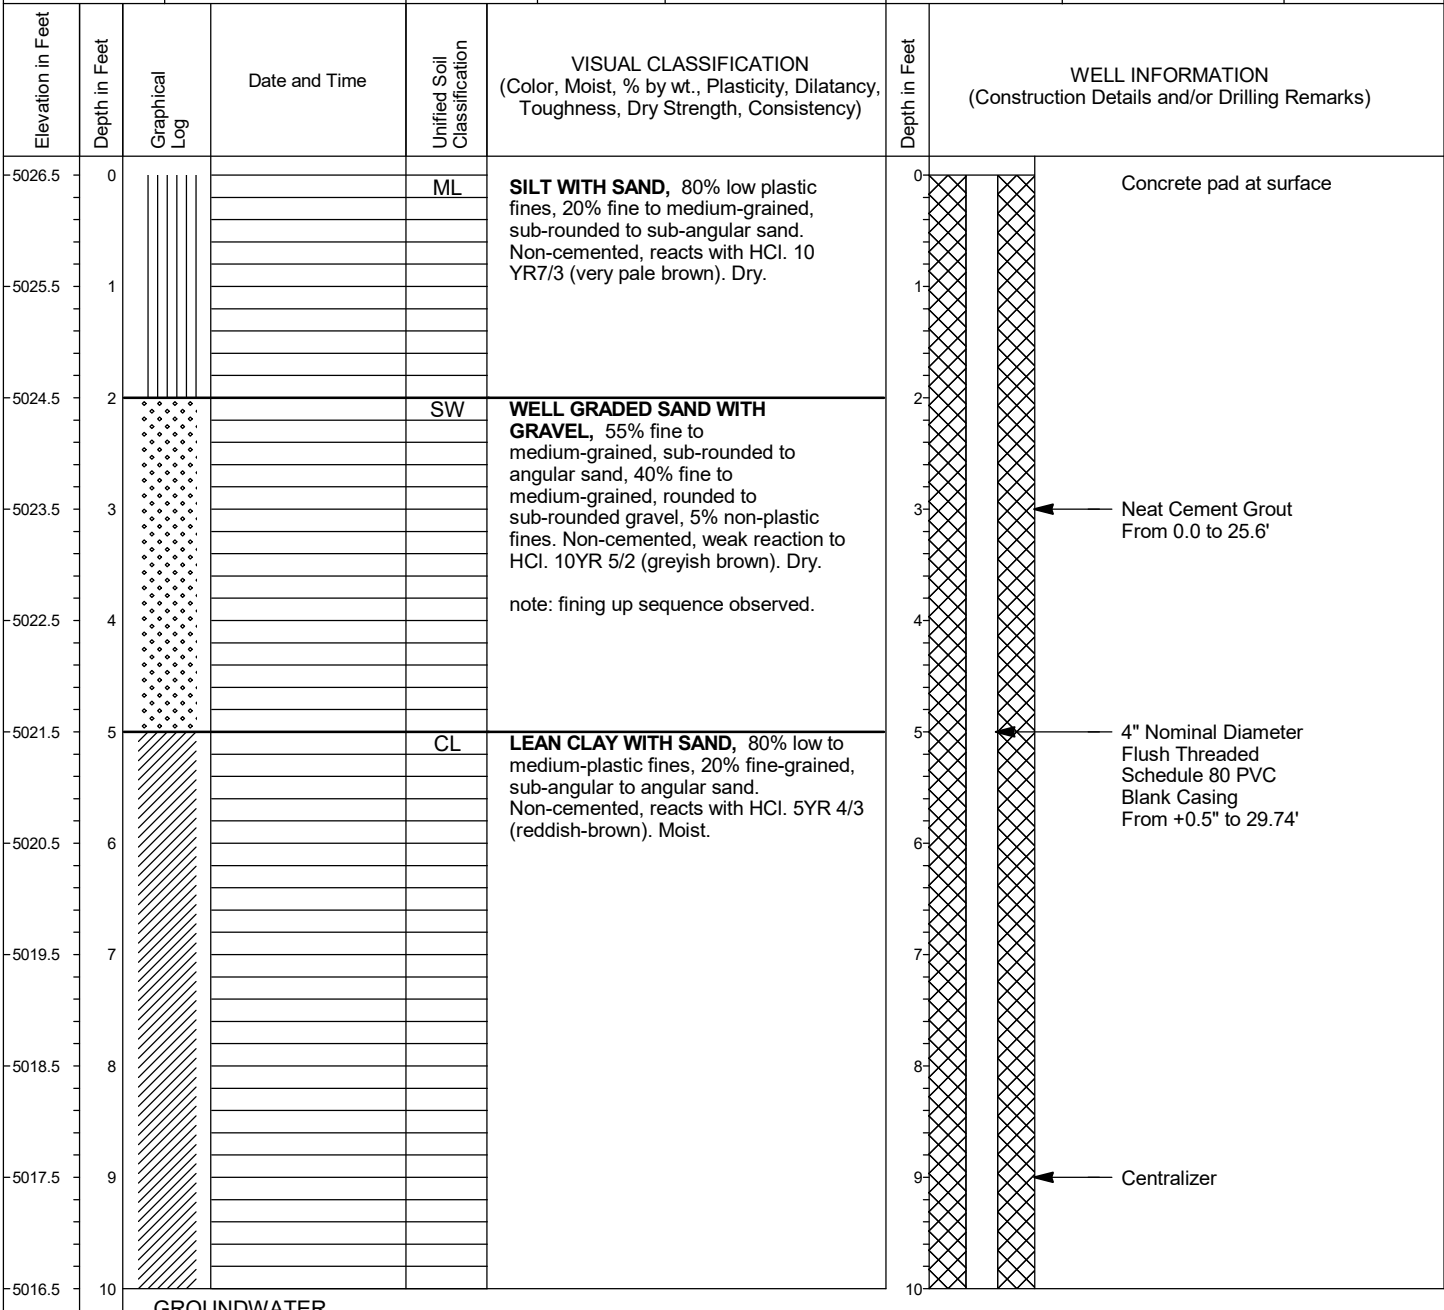 Elevation in Feet
Depth in Feet
Graphical
Log
Date and Time
Unified Soil
Classification
VISUAL CLASSIFICATION
(Color, Moist, % by wt., Plasticity, Dilatancy,
Toughness, Dry Strength, Consistency)
Depth in Feet
WELL INFORMATION
(Construction Details and/or Drilling Remarks)
5026.5
0
ML
SILT WITH SAND, 80% low plastic
fines, 20% fine to medium-grained,
sub-rounded to sub-angular sand.
Non-cemented, reacts with HCl. 10
YR7/3 (very pale brown). Dry.
0
Concrete pad at surface
5025.5
1
1
5024.5
2
SW
WELL GRADED SAND WITH
GRAVEL, 55% fine to
medium-grained, sub-rounded to
angular sand, 40% fine to
medium-grained, rounded to
sub-rounded gravel, 5% non-plastic
fines. Non-cemented, weak reaction to
HCl. 10YR 5/2 (greyish brown). Dry.
note: fining up sequence observed.
2
5023.5
3
3
Neat Cement Grout
From 0.0 to 25.6'
5022.5
4
4
5021.5
5
CL
LEAN CLAY WITH SAND, 80% low to
medium-plastic fines, 20% fine-grained,
sub-angular to angular sand.
Non-cemented, reacts with HCl. 5YR 4/3
(reddish-brown). Moist.
5
4" Nominal Diameter
Flush Threaded
Schedule 80 PVC
Blank Casing
From +0.5" to 29.74'
5020.5
6
6
5019.5
7
7
5018.5
8
8
5017.5
9
9
Centralizer
5016.5
10
10
GROUNDWATER